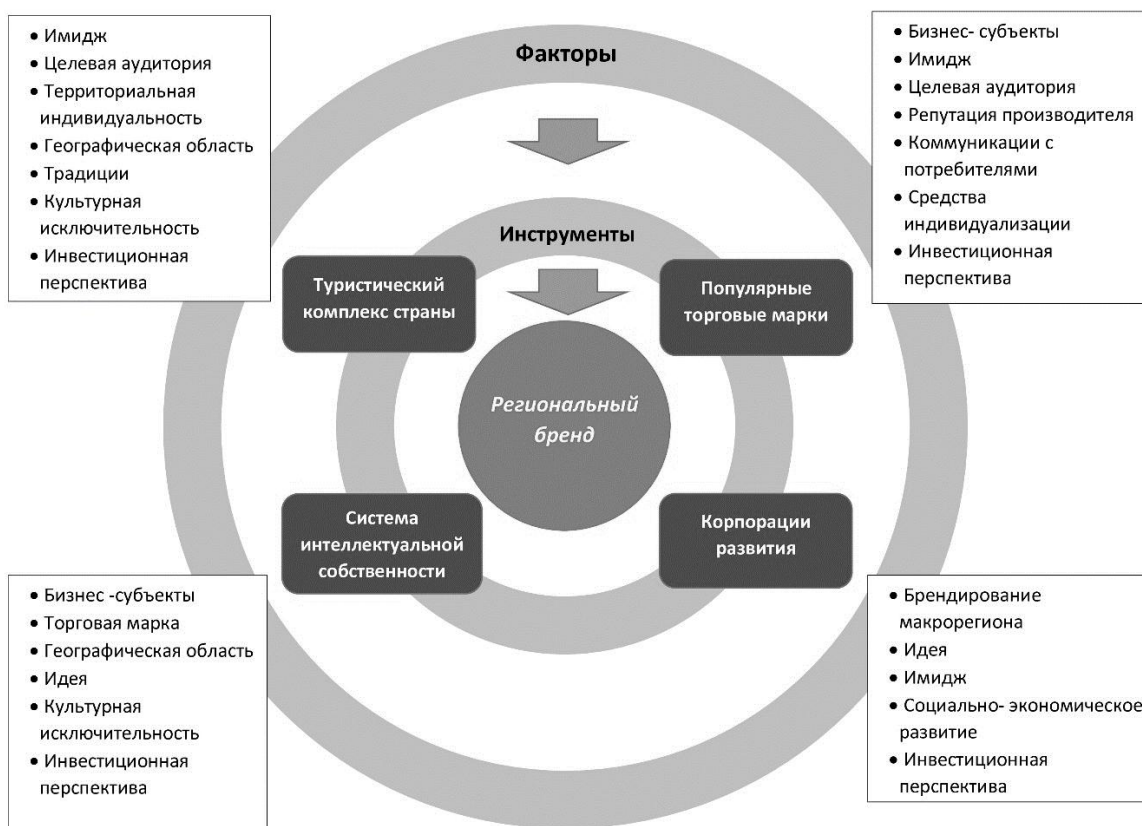 • Имидж
• Целевая аудитория
• Территориальная
индивидуальность
• Географическая область
• Традиции
• Культурная
исключительность
• Инвестиционная
перспектива
Факторы
• Бизнес- субъекты
• Имидж
• Целевая аудитория
• Репутация производителя
• Коммуникации с
потребителями
• Средства
индивидуализации
• Инвестиционная
перспектива
Инструменты
Туристический
комплекс страны
Популярные
торговые марки
Региональный
бренд
Система
интеллектуальной
собственности
Корпорации
развития
• Бизнес -субъекты
• Торговая марка
• Географическая область
• Идея
• Культурная
исключительность
• Инвестиционная
перспектива
• Брендирование
макрорегиона
• Идея
• Имидж
• Социально- экономическое
развитие
• Инвестиционная
перспектива